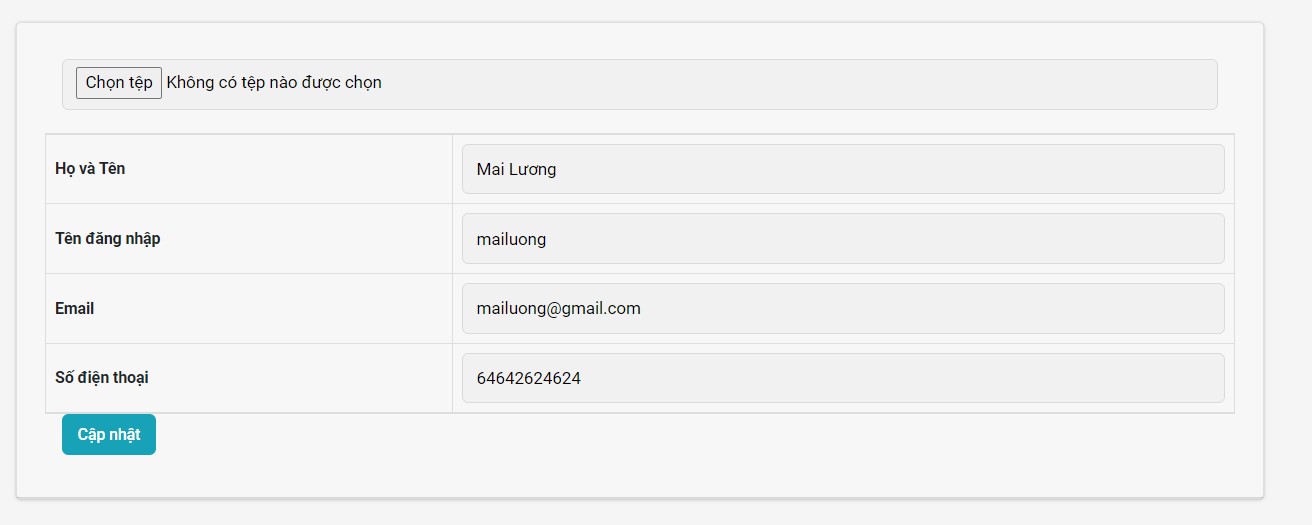 Chọn tệp Không có tệp nào được chọn
Họ và Tên Mai Lương
Tên đăng nhập mailuong
Email mailuong@gmail.com
Số điện thoại 64642624624
Cập nhật